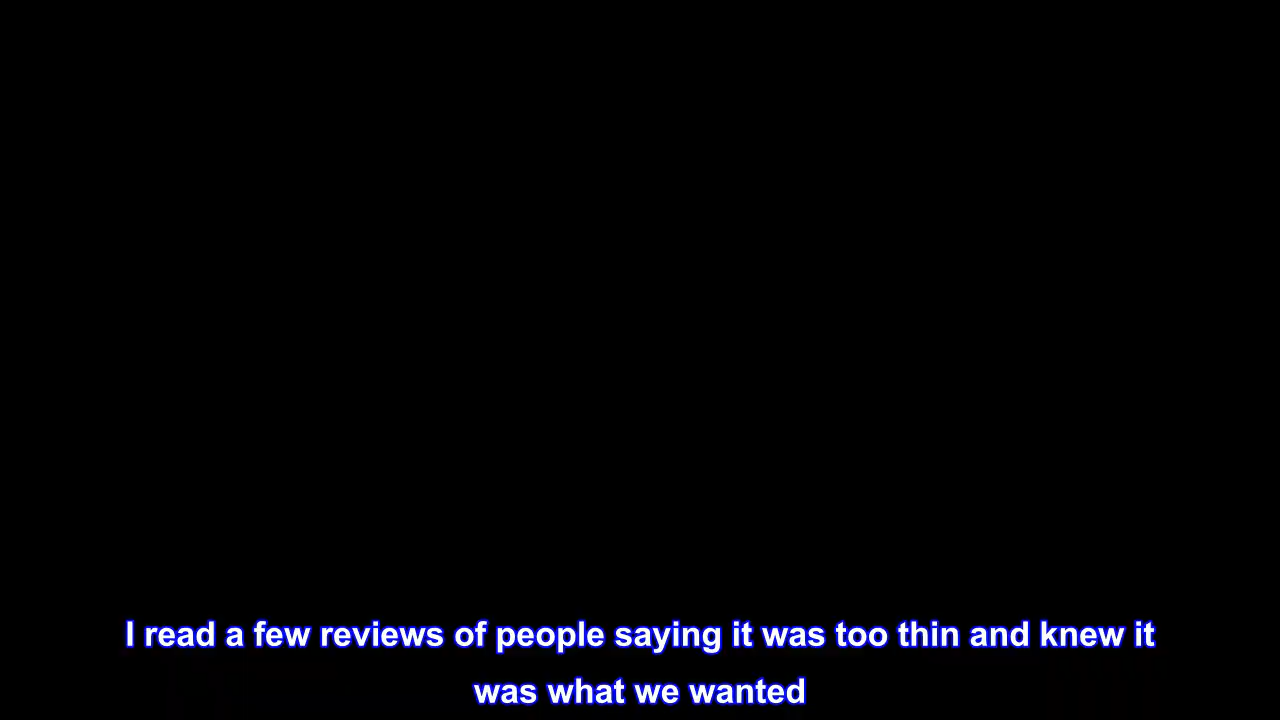 I read a few reviews of people saying it was too thin and knew it
was what we wanted